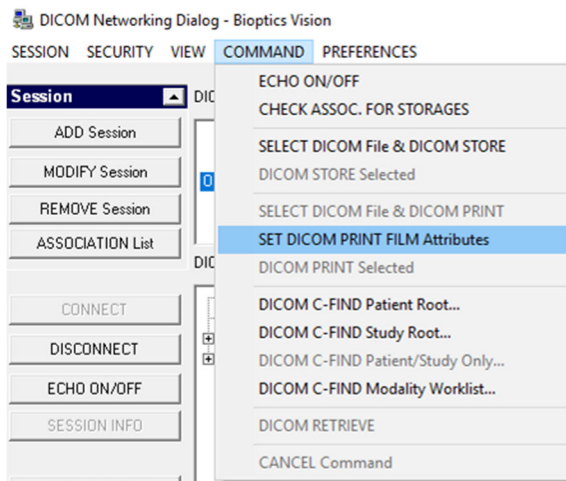 DICOM Networking Dialog - Bioptics Vision
SESSION SECURITY VIEW COMMAND PREFERENCES
Session
DIC
ADD Session
MODIFY Session
REMOVE Session
ASSOCIATION List
DIC
CONNECT
DISCONNECT
ECHO ON/OFF
SESSION INFO
ECHO ON/OFF
CHECK ASSOC. FOR STORAGES
SELECT DICOM File & DICOM STORE
DICOM STORE Selected
SELECT DICOM File & DICOM PRINT
SET DICOM PRINT FILM Attributes
DICOM PRINT Selected
DICOM C-FIND Patient Root...
DICOM C-FIND Study Root...
DICOM C-FIND Patient/Study Only...
DICOM C-FIND Modality Worklist...
DICOM RETRIEVE
CANCEL Command